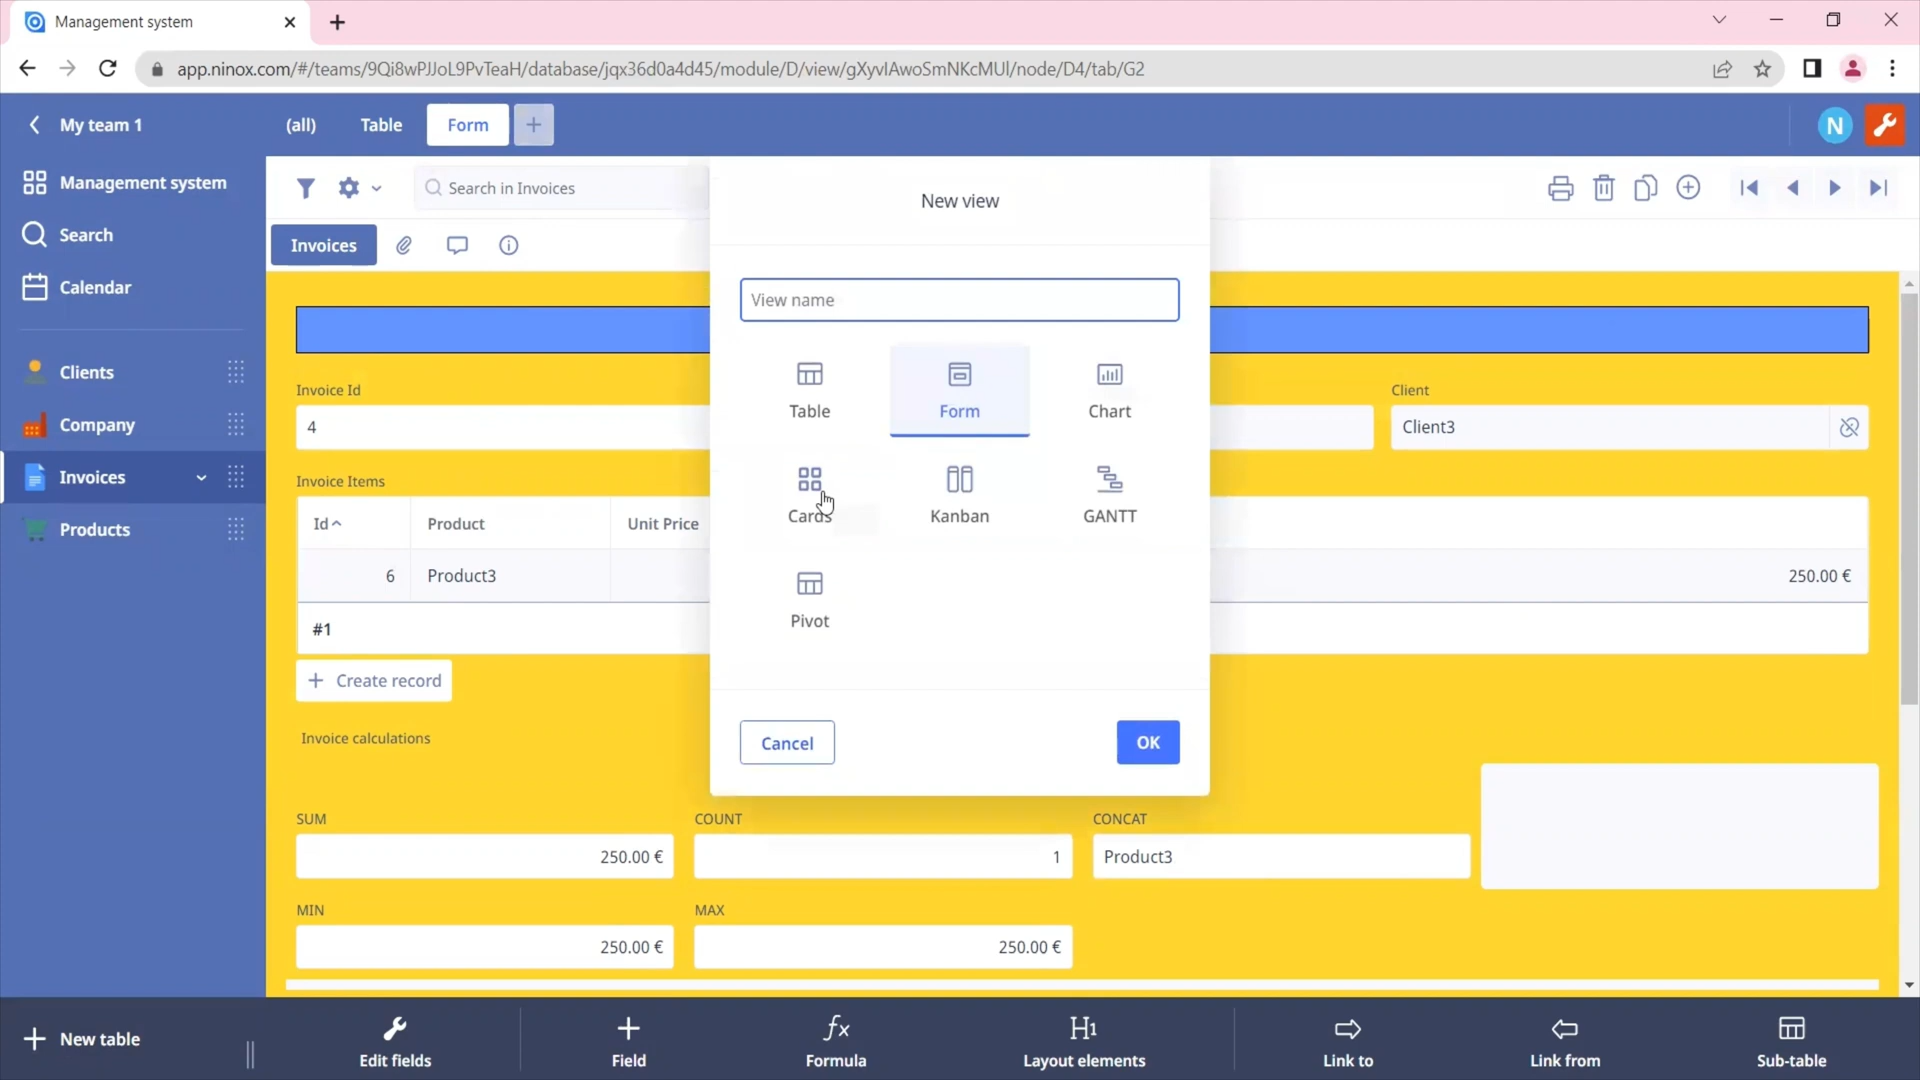 Management system
app.ninox.com/#/teams/9Qi8wPJJoL9PvTeaH/database/jqx36d0a4d45/module/D/view/gXyvIAwoSmNKcMUl/node/D4/tab/G2
My team 1
(all)
Table
Form
N
Management system
Search in Invoices
New view
Search
Invoices
Calendar
View name
Clients
Table
Form
Chart
Invoice Id
Client
Company
4
Client3
Invoices
Invoice Items
Cards
Kanban
GANTT
Products
Id
Product
Unit Price
6
Product3
250.00 €
Pivot
#1
Create record
Invoice calculations
Cancel
OK
SUM
COUNT
CONCAT
250.00 €
1
Product3
MIN
MAX
250.00 €
250.00 €
New table
Edit fields
Field
fx
Formula
H1
Layout elements
Link to
Link from
Sub-table